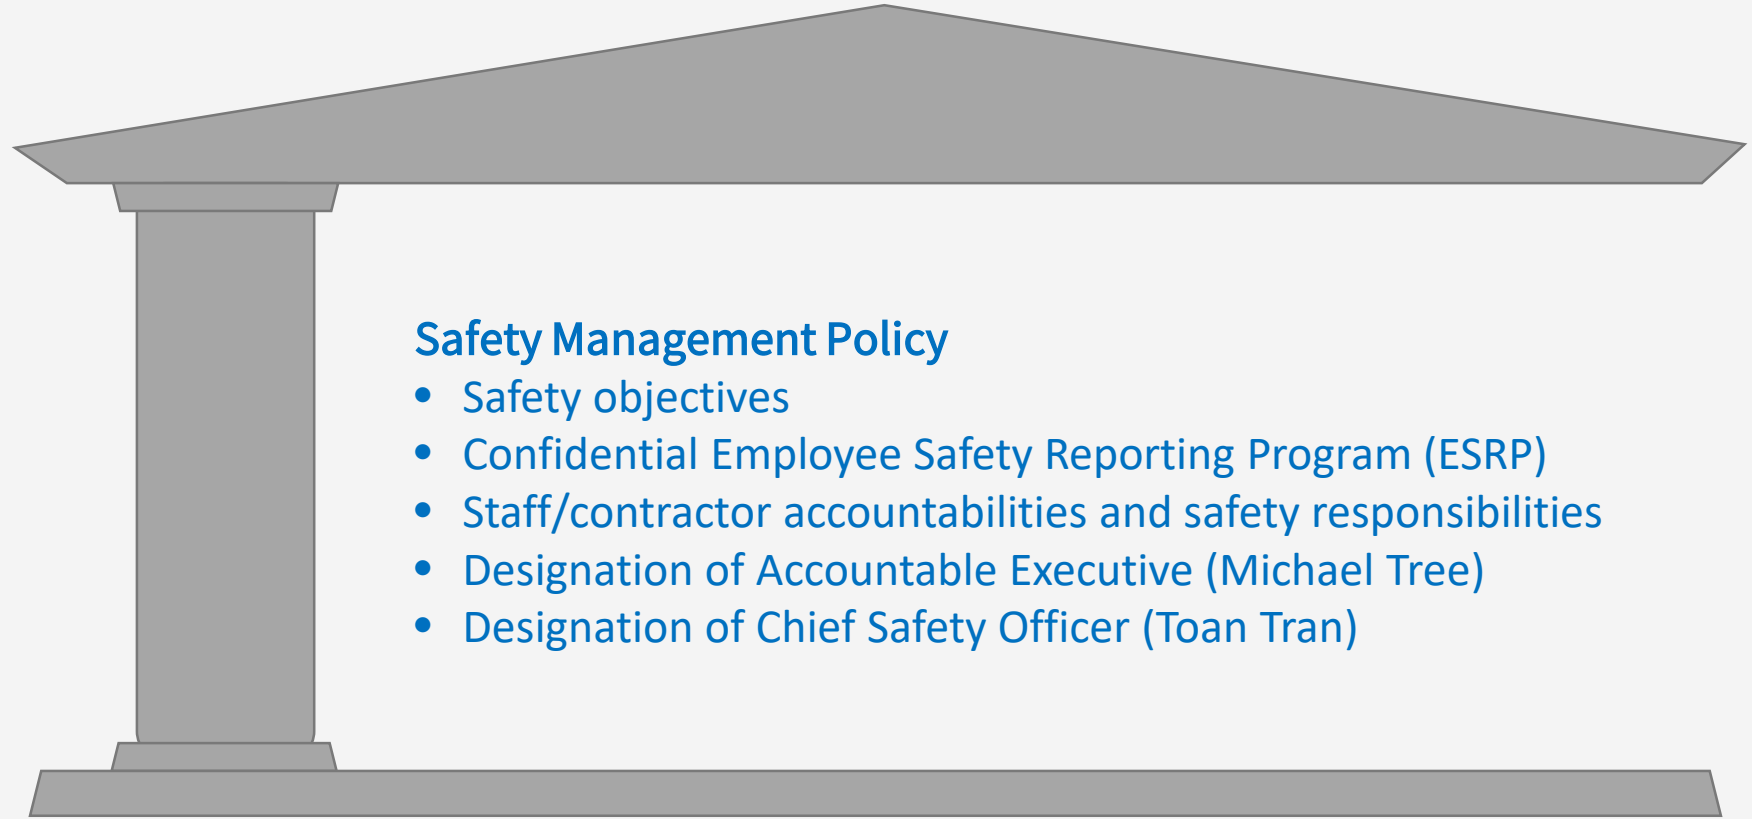 Safety Management Policy
• Safety objectives
• Confidential Employee Safety Reporting Program (ESRP)
• Staff/contractor accountabilities and safety responsibilities
• Designation of Accountable Executive (Michael Tree)
• Designation of Chief Safety Officer (Toan Tran)